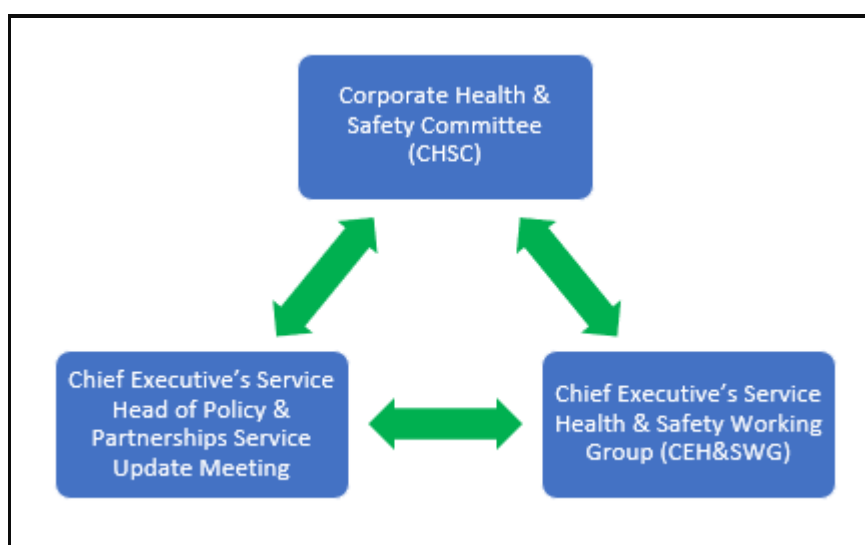 Corporate Health &
Safety Committee
(CHSC)
Chief Executive’s Service
Head of Policy &
Partnerships Service
Update Meeting
Chief Executive’s Service
Health & Safety Working
Group (CEH&SWG)